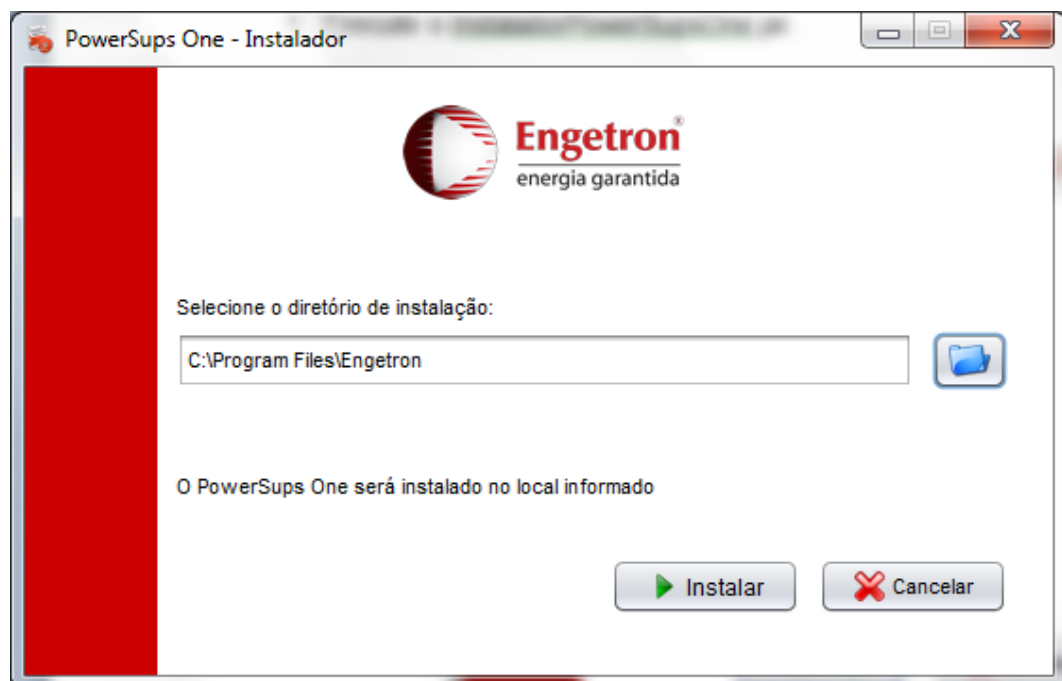 PowerSups One - Instalador
Engetron®
energia garantida
Selecione o diretório de instalação:
C:\Program Files\Engetron
O PowerSups One será instalado no local informado
Instalar
Cancelar